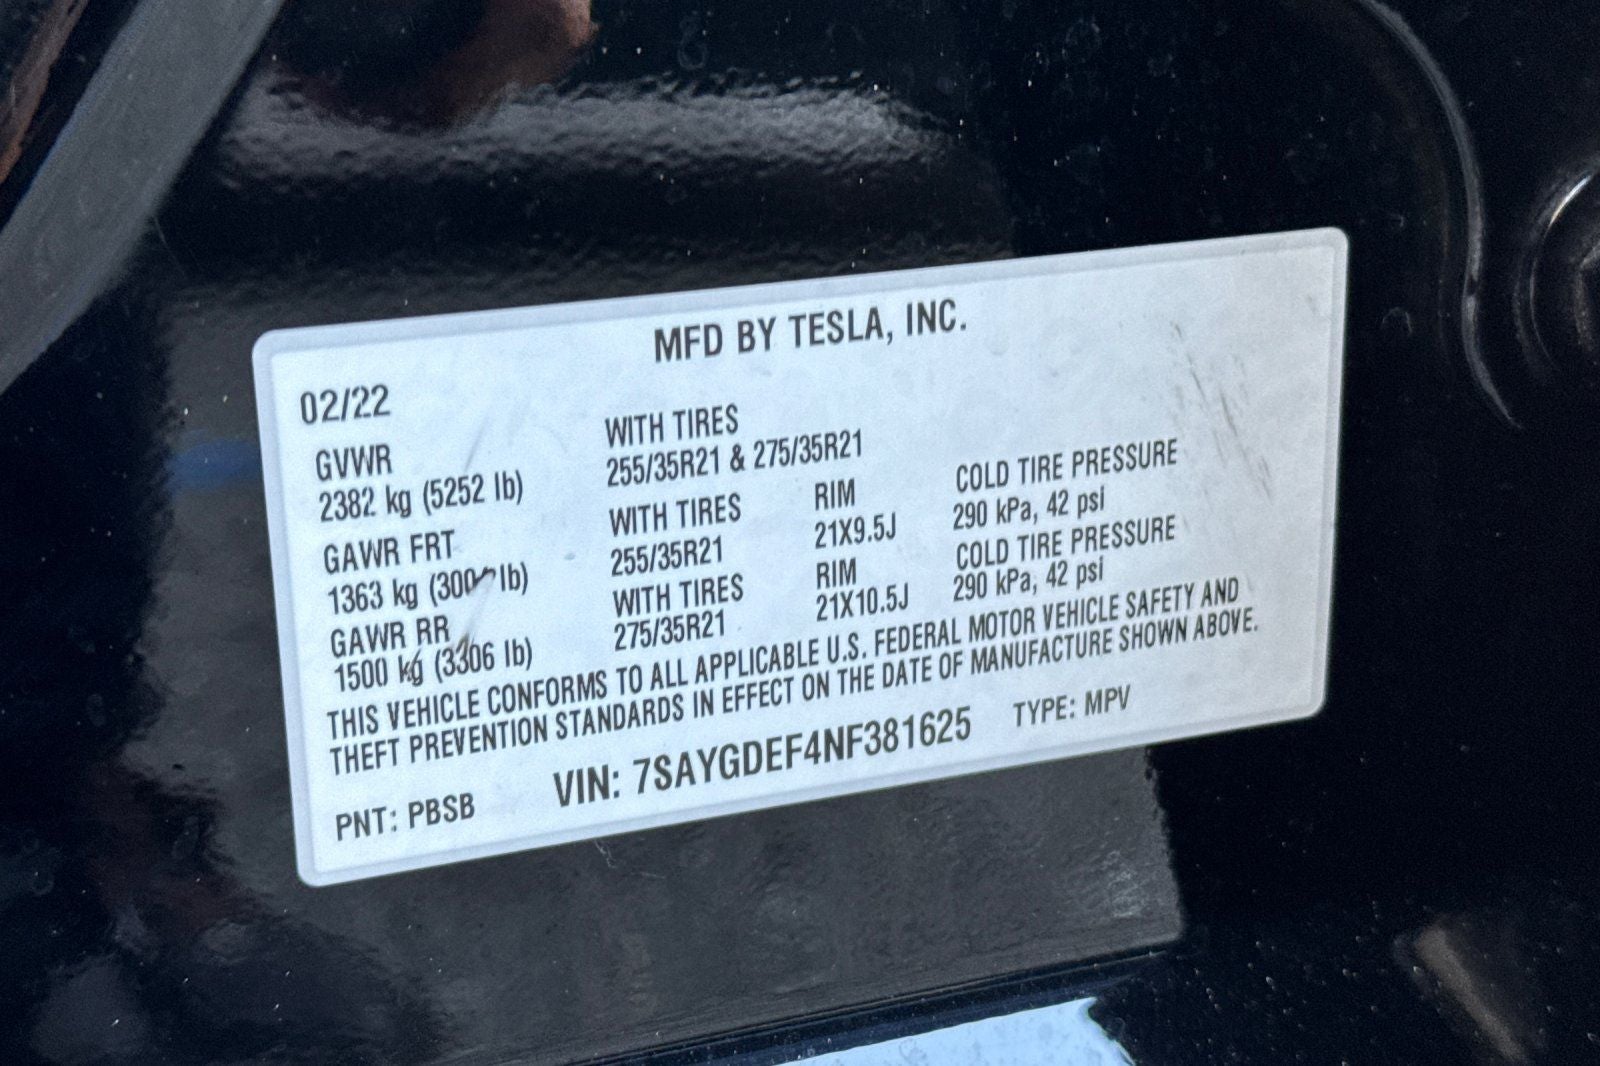 MFD BY TESLA, INC.
02/22
GVWR WITH TIRES
2382 kg (5252 lb) 255/35R21 & 275/35R21
GAWR FRT WITH TIRES RIM COLD TIRE PRESSURE
1363 kg ( lb) 255/35R21 21X9.5J 290 kPa, 42 psi
GAWR RR WITH TIRES RIM COLD TIRE PRESSURE
1500 kg (3306 lb) 275/35R21 21X10.5J 290 kPa, 42 psi
THIS VEHICLE CONFORMS TO ALL APPLICABLE U.S. FEDERAL MOTOR VEHICLE SAFETY AND
THEFT PREVENTION STANDARDS IN EFFECT ON THE DATE OF MANUFACTURE SHOWN ABOVE.
PNT: PBSB VIN: 7SAYGDEF4NF381625 TYPE: MPV